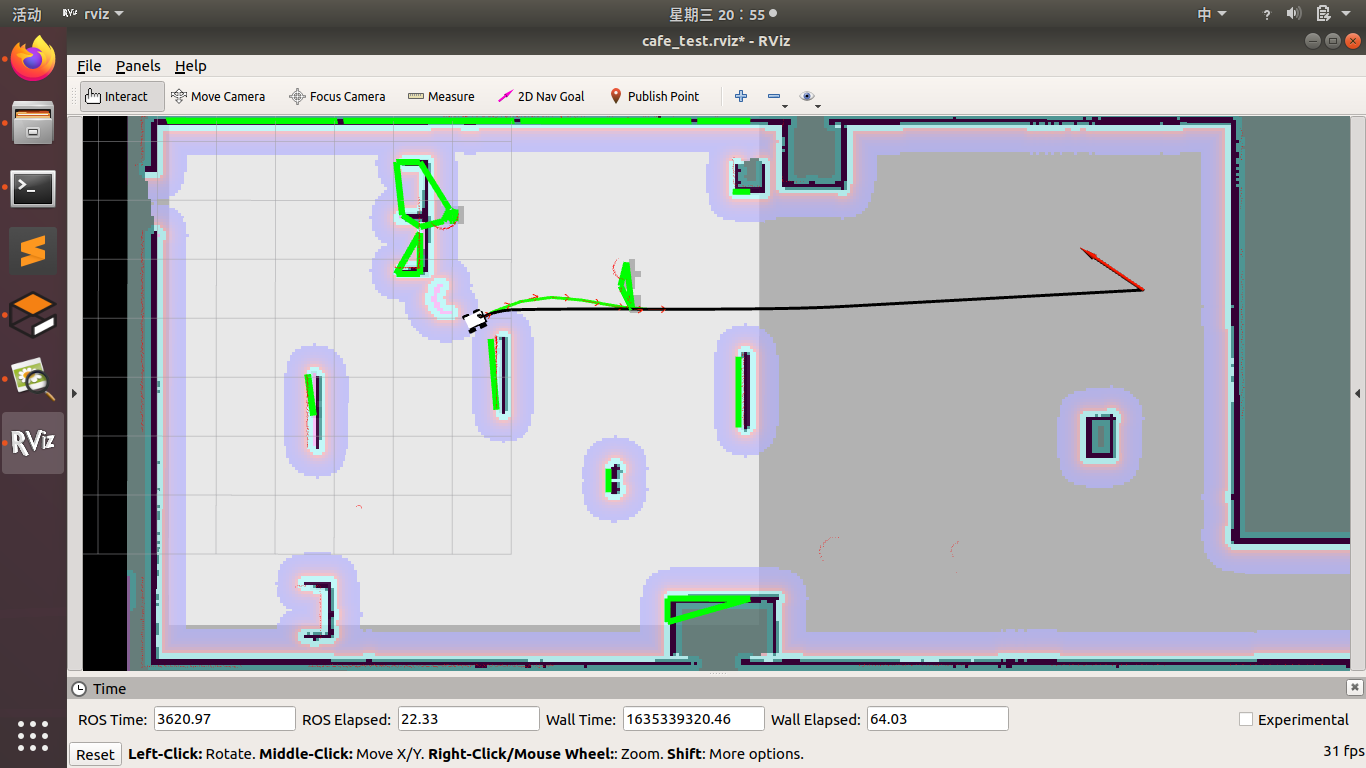 活动 RViz rviz 星期三 20：55 中 ?
cafe_test.rviz* - RViz
File Panels Help
Interact Move Camera Focus Camera Measure 2D Nav Goal Publish Point
RViz
Time
ROS Time: 3620.97 ROS Elapsed: 22.33 Wall Time: 1635339320.46 Wall Elapsed: 64.03 Experimental
Reset Left-Click: Rotate. Middle-Click: Move X/Y. Right-Click/Mouse Wheel:: Zoom. Shift: More options. 31 fps